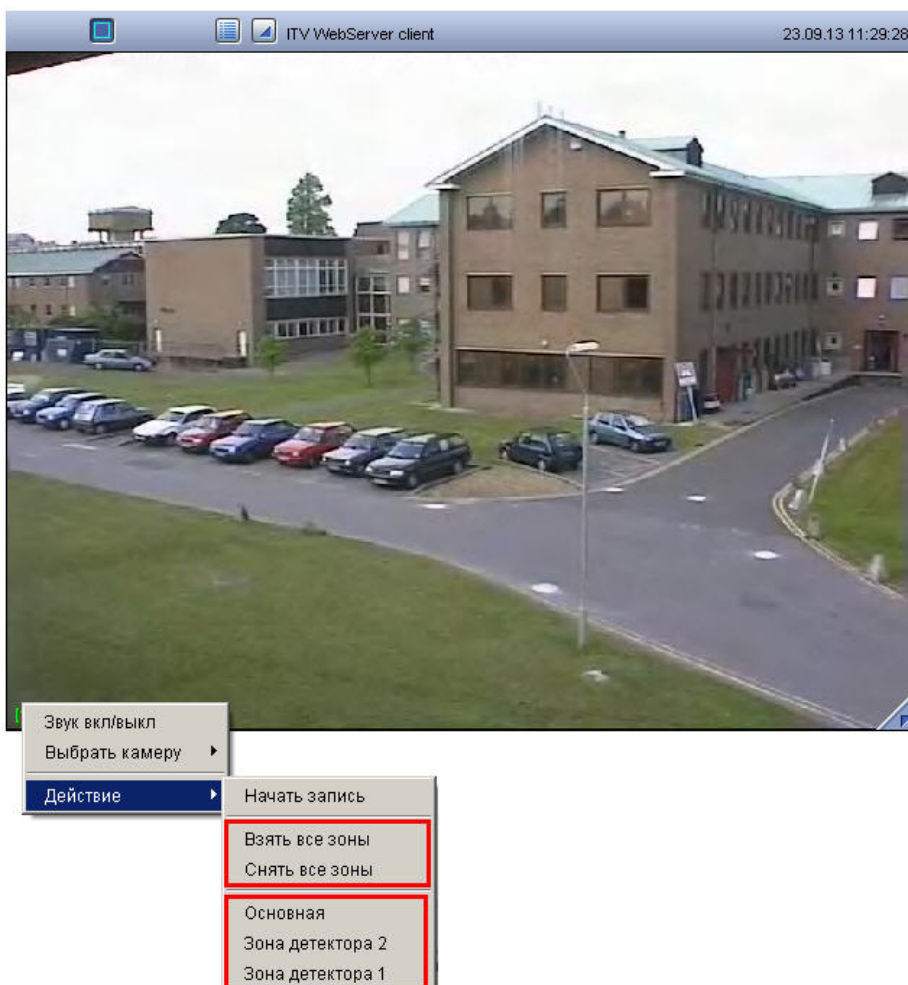 ITV WebServer client
23.09.13 11:29:28
Звук вкл/выкл
Выбрать камеру
Действие
Начать запись
Взять все зоны
Снять все зоны
Основная
Зона детектора 2
Зона детектора 1